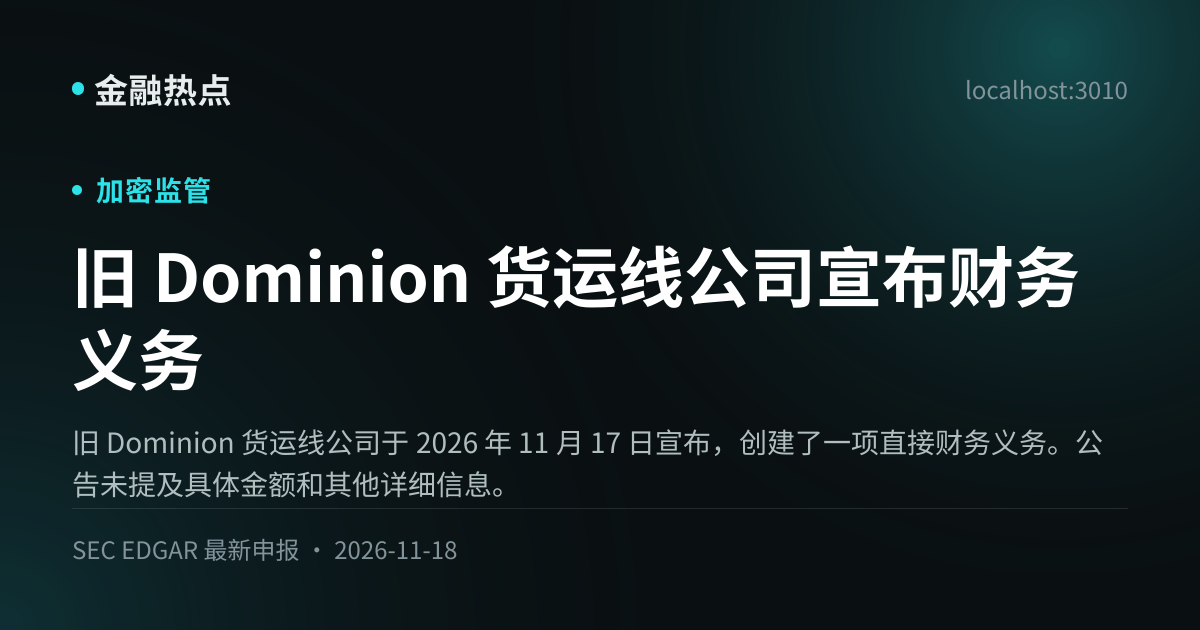 金融热点
localhost:3010
加密监管
旧 Dominion 货运线公司宣布财务
义务
旧 Dominion 货运线公司于 2026 年 11 月 17 日宣布，创建了一项直接财务义务。公
告未提及具体金额和其他详细信息。
SEC EDGAR 最新申报 · 2026-11-18